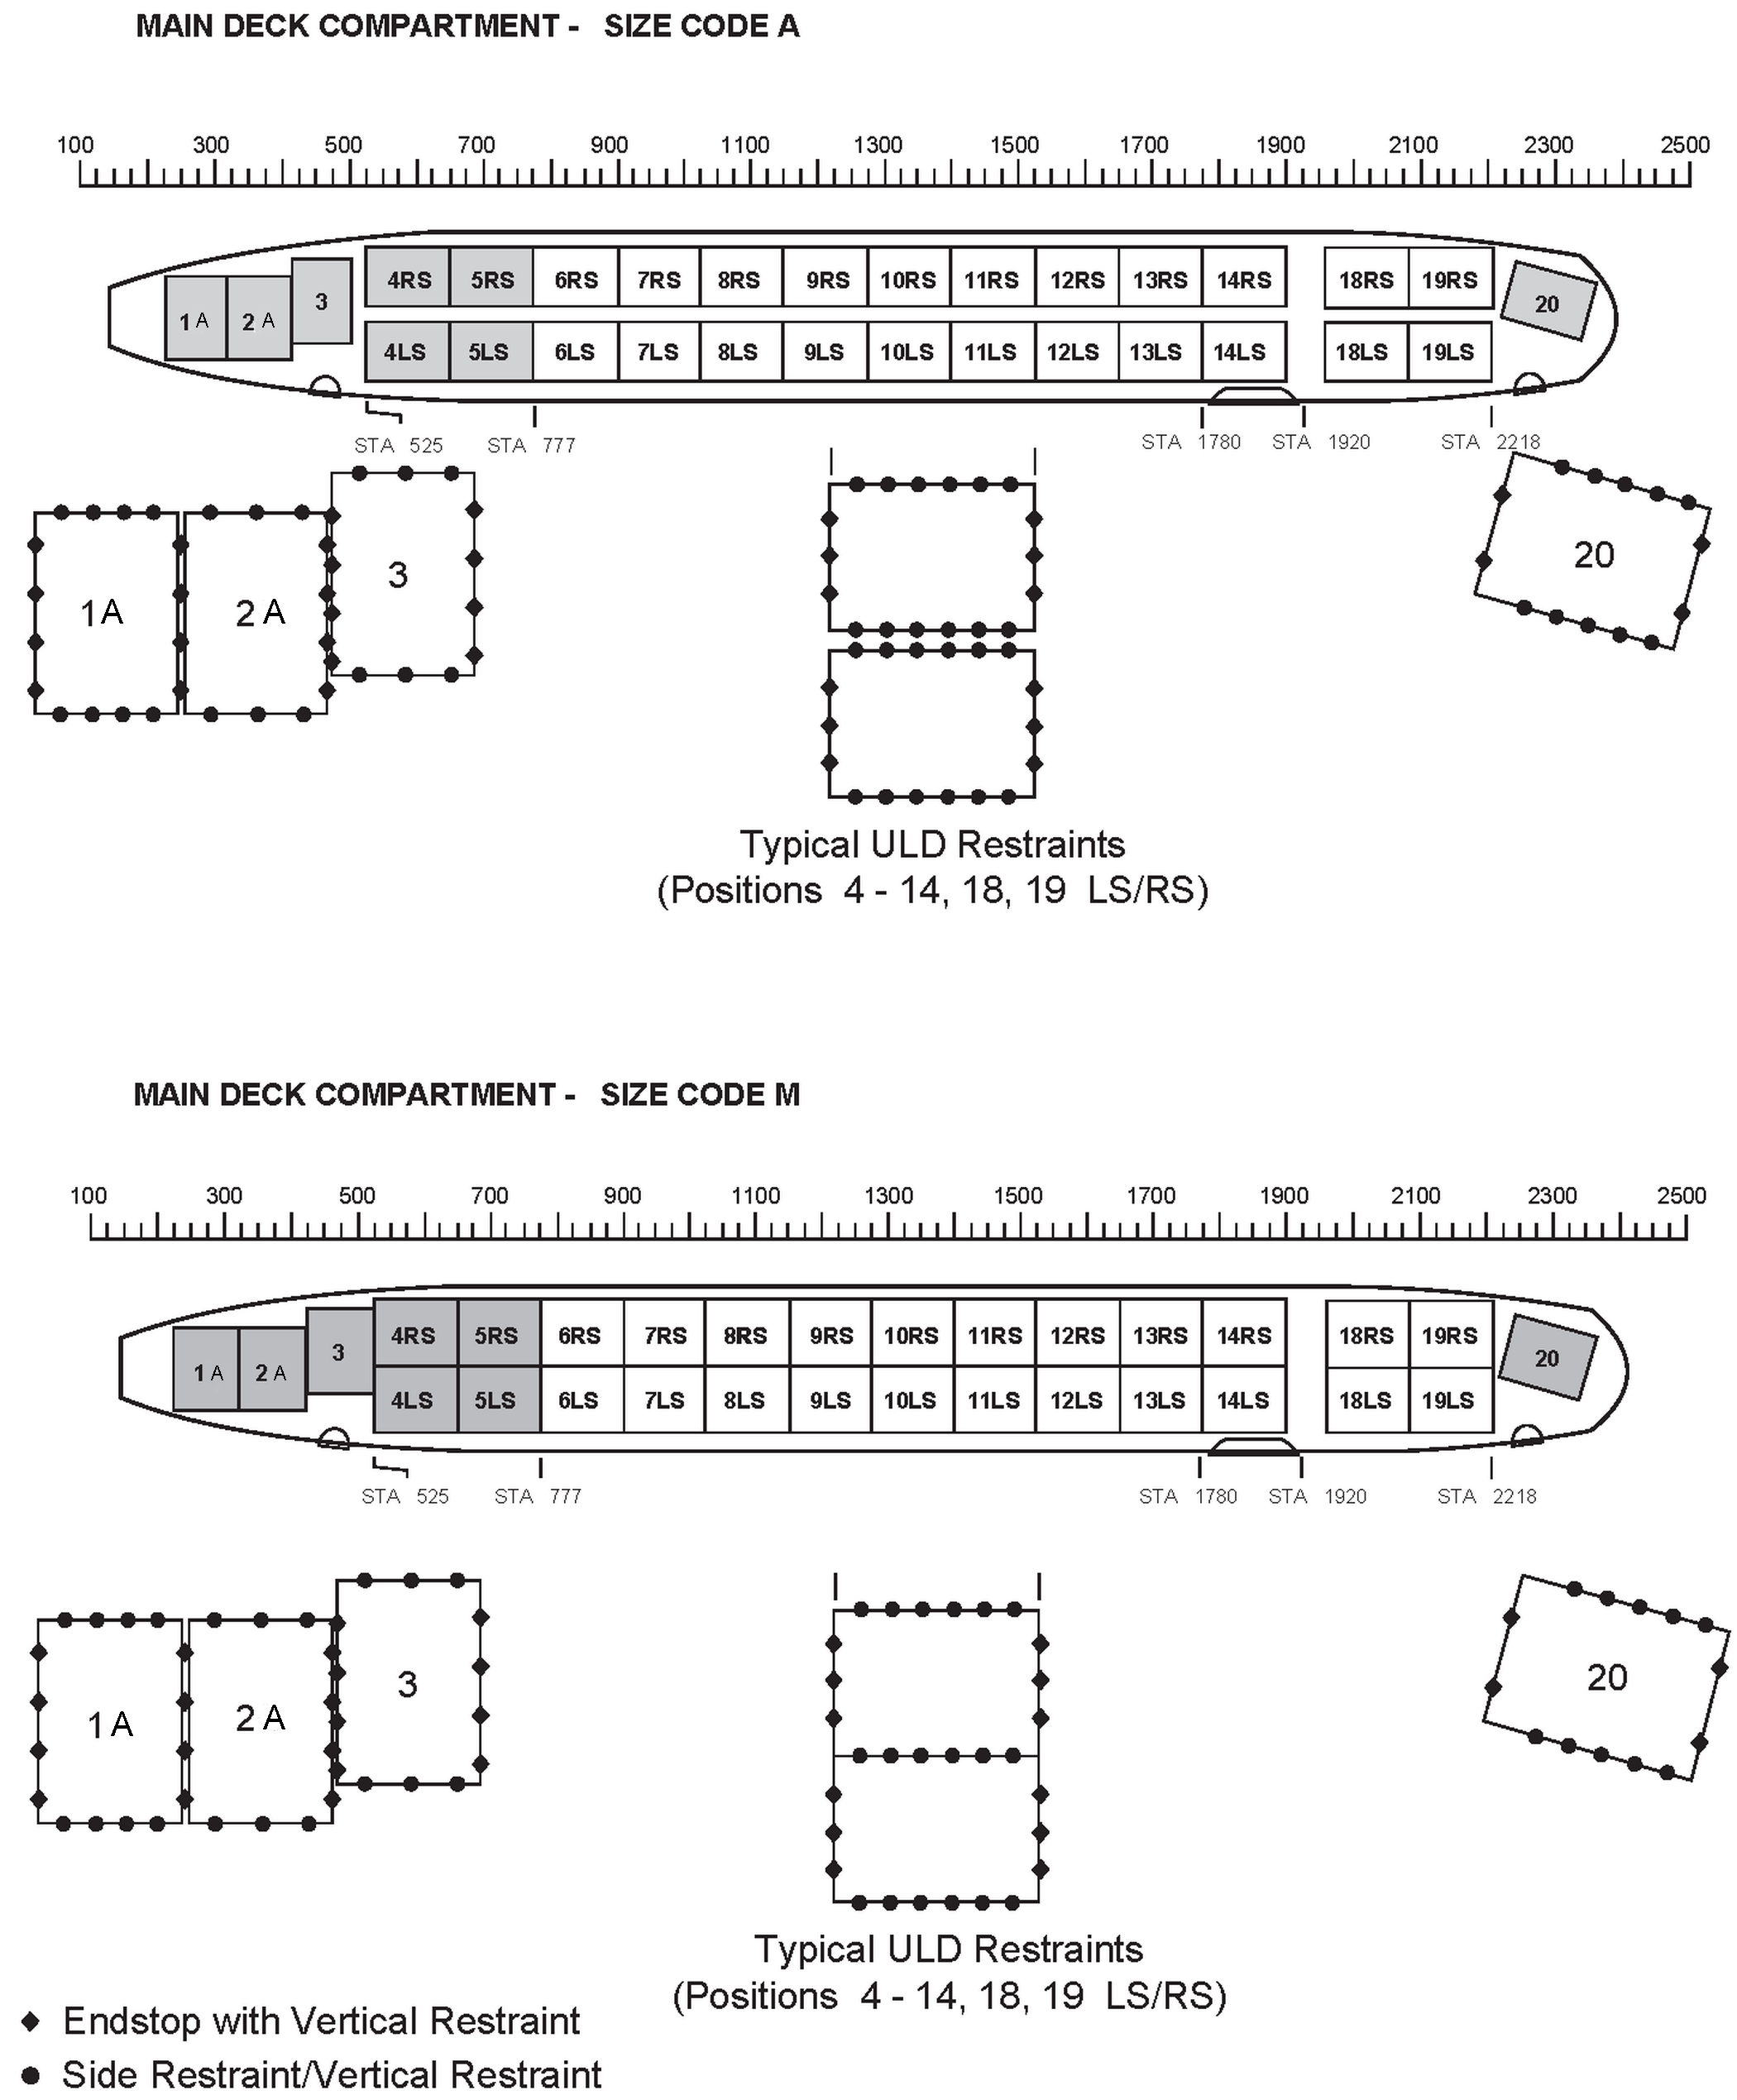 MAIN DECK COMPARTMENT - SIZE CODE A
100 300 500 700 900 1100 1300 1500 1700 1900 2100 2300 2500
4RS 5RS 6RS 7RS 8RS 9RS 10RS 11RS 12RS 13RS 14RS 18RS 19RS
1 A 2 A 3 20
4LS 5LS 6LS 7LS 8LS 9LS 10LS 11LS 12LS 13LS 14LS 18LS 19LS
STA 525 STA 777 STA 1780 STA 1920 STA 2218
1A 2 A 3 20
Typical ULD Restraints
(Positions 4 - 14, 18, 19 LS/RS)
MAIN DECK COMPARTMENT - SIZE CODE M
100 300 500 700 900 1100 1300 1500 1700 1900 2100 2300 2500
4RS 5RS 6RS 7RS 8RS 9RS 10RS 11RS 12RS 13RS 14RS 18RS 19RS
1 A 2 A 3 20
4LS 5LS 6LS 7LS 8LS 9LS 10LS 11LS 12LS 13LS 14LS 18LS 19LS
STA 525 STA 777 STA 1780 STA 1920 STA 2218
1 A 2 A 3 20
Typical ULD Restraints
(Positions 4 - 14, 18, 19 LS/RS)
Endstop with Vertical Restraint
Side Restraint/Vertical Restraint